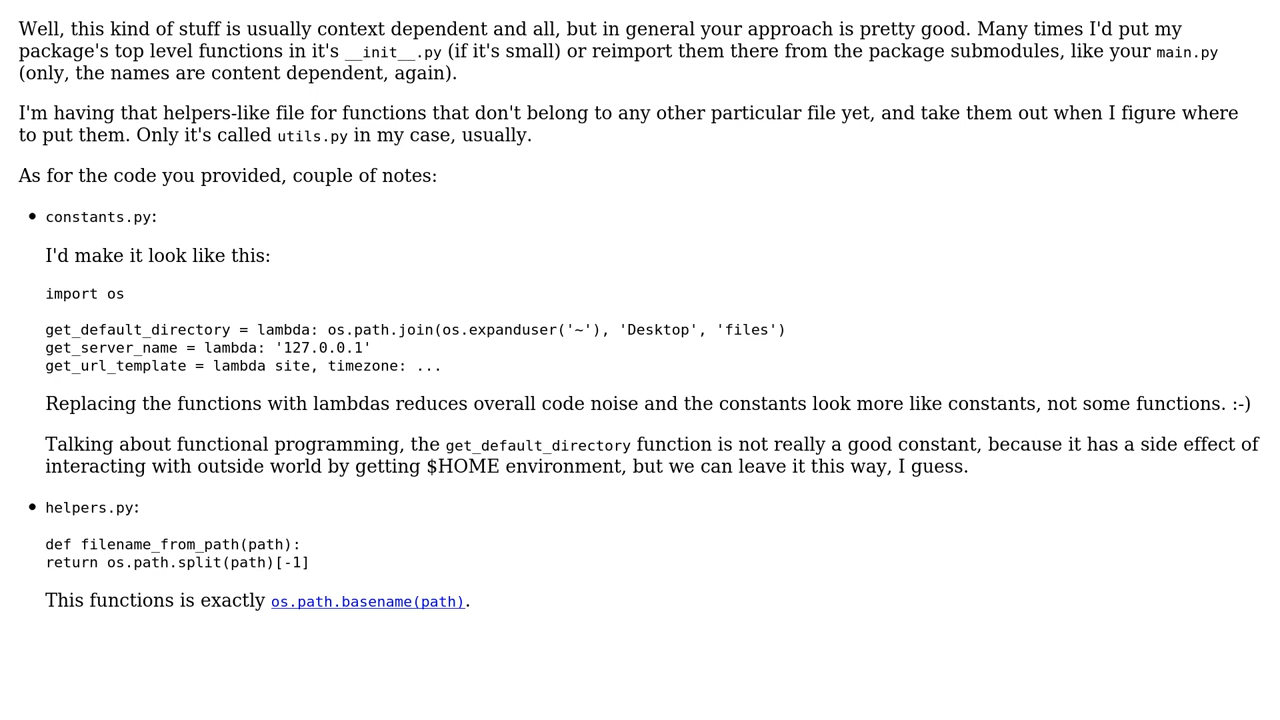 Well, this kind of stuff is usually context dependent and all, but in general your approach is pretty good. Many times I'd put my
package's top level functions in it's __init__.py (if it's small) or reimport them there from the package submodules, like your main.py
(only, the names are content dependent, again).
I'm having that helpers-like file for functions that don't belong to any other particular file yet, and take them out when I figure where
to put them. Only it's called utils.py in my case, usually.
As for the code you provided, couple of notes:
• constants.py:
I'd make it look like this:
import os
get_default_directory = lambda: os.path.join(os.expanduser('~'), 'Desktop', 'files')
get_server_name = lambda: '127.0.0.1'
get_url_template = lambda site, timezone: ...
Replacing the functions with lambdas reduces overall code noise and the constants look more like constants, not some functions. :-)
Talking about functional programming, the get_default_directory function is not really a good constant, because it has a side effect of
interacting with outside world by getting $HOME environment, but we can leave it this way, I guess.
• helpers.py:
def filename_from_path(path):
return os.path.split(path)[-1]
This functions is exactly os.path.basename(path).